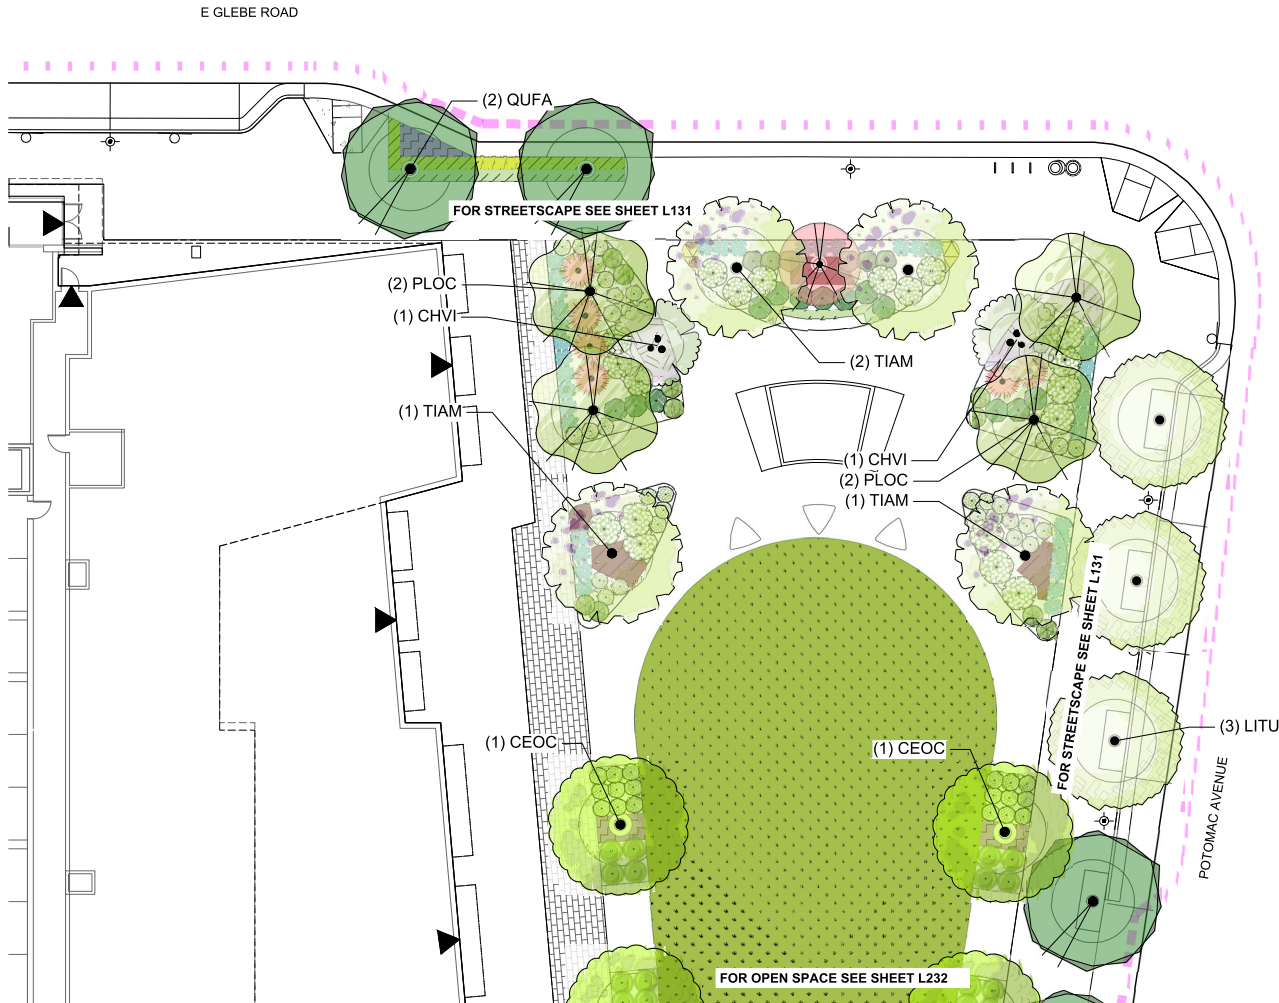 E GLEBE ROAD
(2) QUFA
FOR STREETSCAPE SEE SHEET L131
(2) PLOC
(1) CHVI
(2) TIAM
(1) TIAM
(1) CHVI
(2) PLOC
(1) TIAM
FOR STREETSCAPE SEE SHEET L131
(3) LITU
(1) CEOC
(1) CEOC
POTOMAC AVENUE
FOR OPEN SPACE SEE SHEET L232